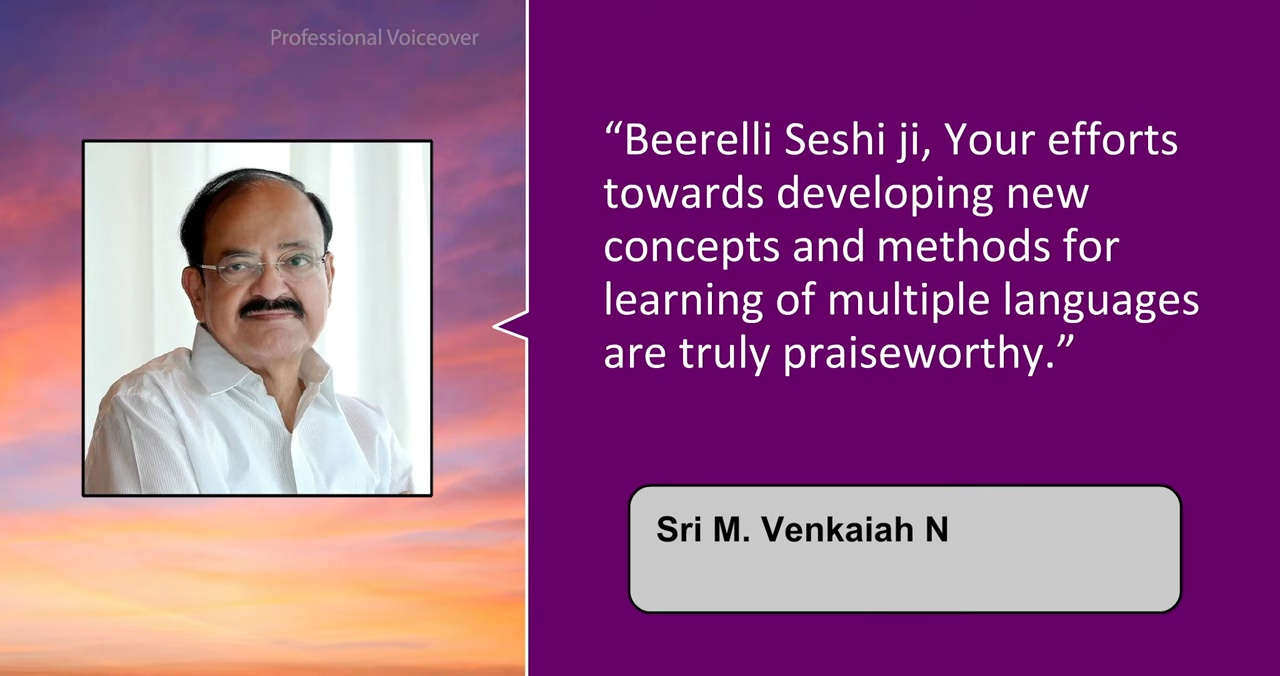 Professional Voiceover
“Beerelli Seshi ji, Your efforts
towards developing new
concepts and methods for
learning of multiple languages
are truly praiseworthy.”
Sri M. Venkaiah N